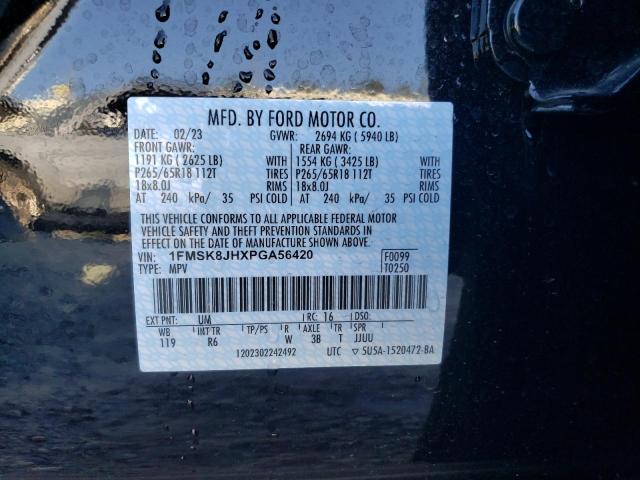 MFD. BY FORD MOTOR CO.
DATE: 02/23 GVWR: 2694 KG (5940 LB)
FRONT GAWR: REAR GAWR:
1191 KG (2625 LB) WITH 1554 KG (3425 LB) WITH
P265/65R18 112T TIRES P265/65R18 112T TIRES
18x8.0J RIMS 18x8.0J RIMS
AT 240 kPa/ 35 PSI COLD AT 240 kPa/ 35 PSI COLD
THIS VEHICLE CONFORMS TO ALL APPLICABLE FEDERAL MOTOR
VEHICLE SAFETY AND THEFT PREVENTION STANDARDS IN
EFFECT ON THE DATE OF MANUFACTURE SHOWN ABOVE.
VIN: 1FMSK8JHXPGA56420 F0099
TYPE: MPV T0250
EXT PNT: UM RC: 16 DSO:
WB INT TR TP/PS R AXLE TR SPR
119 R6 W 3B T JJUU
1202302242492 UTC SU5A-1520472-BA